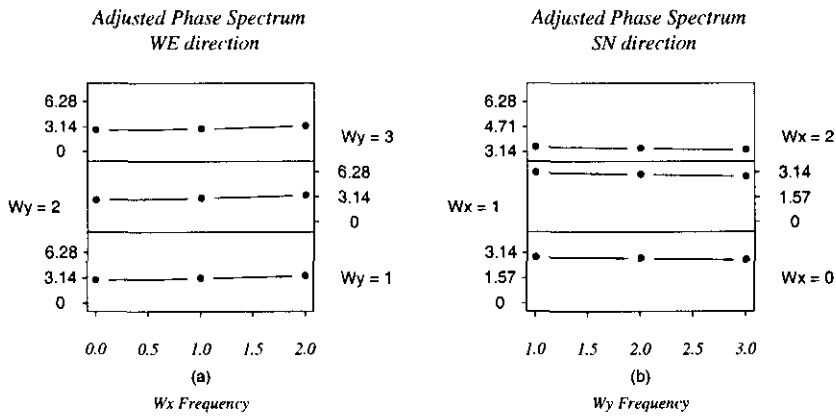 Adjusted Phase Spectrum
WE direction
6.28
3.14
0
Wy = 3
6.28
3.14
0
Wy = 2
6.28
3.14
0
Wy = 1
0.0 0.5 1.0 1.5 2.0
(a)
Wx Frequency
Adjusted Phase Spectrum
SN direction
6.28
4.71
3.14
Wx = 2
3.14
1.57
0
Wx = 1
3.14
1.57
0
Wx = 0
1.0 1.5 2.0 2.5 3.0
(b)
Wy Frequency